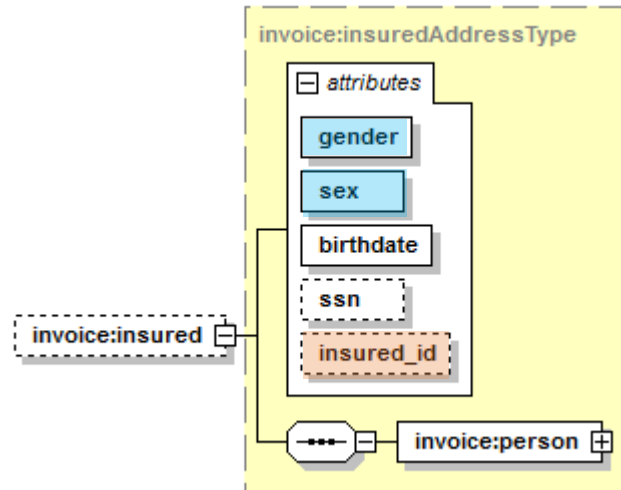 invoice:insuredAddressType
attributes
gender
sex
birthdate
ssn
insured_id
invoice:insured
invoice:person